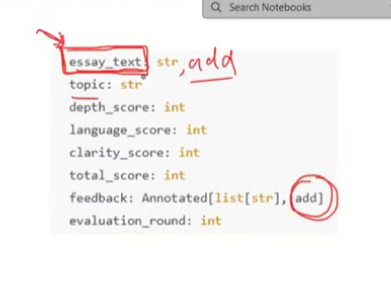 Search Notebooks
essay_text: str , add
topic: str
depth_score: int
language_score: int
clarity_score: int
total_score: int
feedback: Annotated[list[str], add]
evaluation_round: int